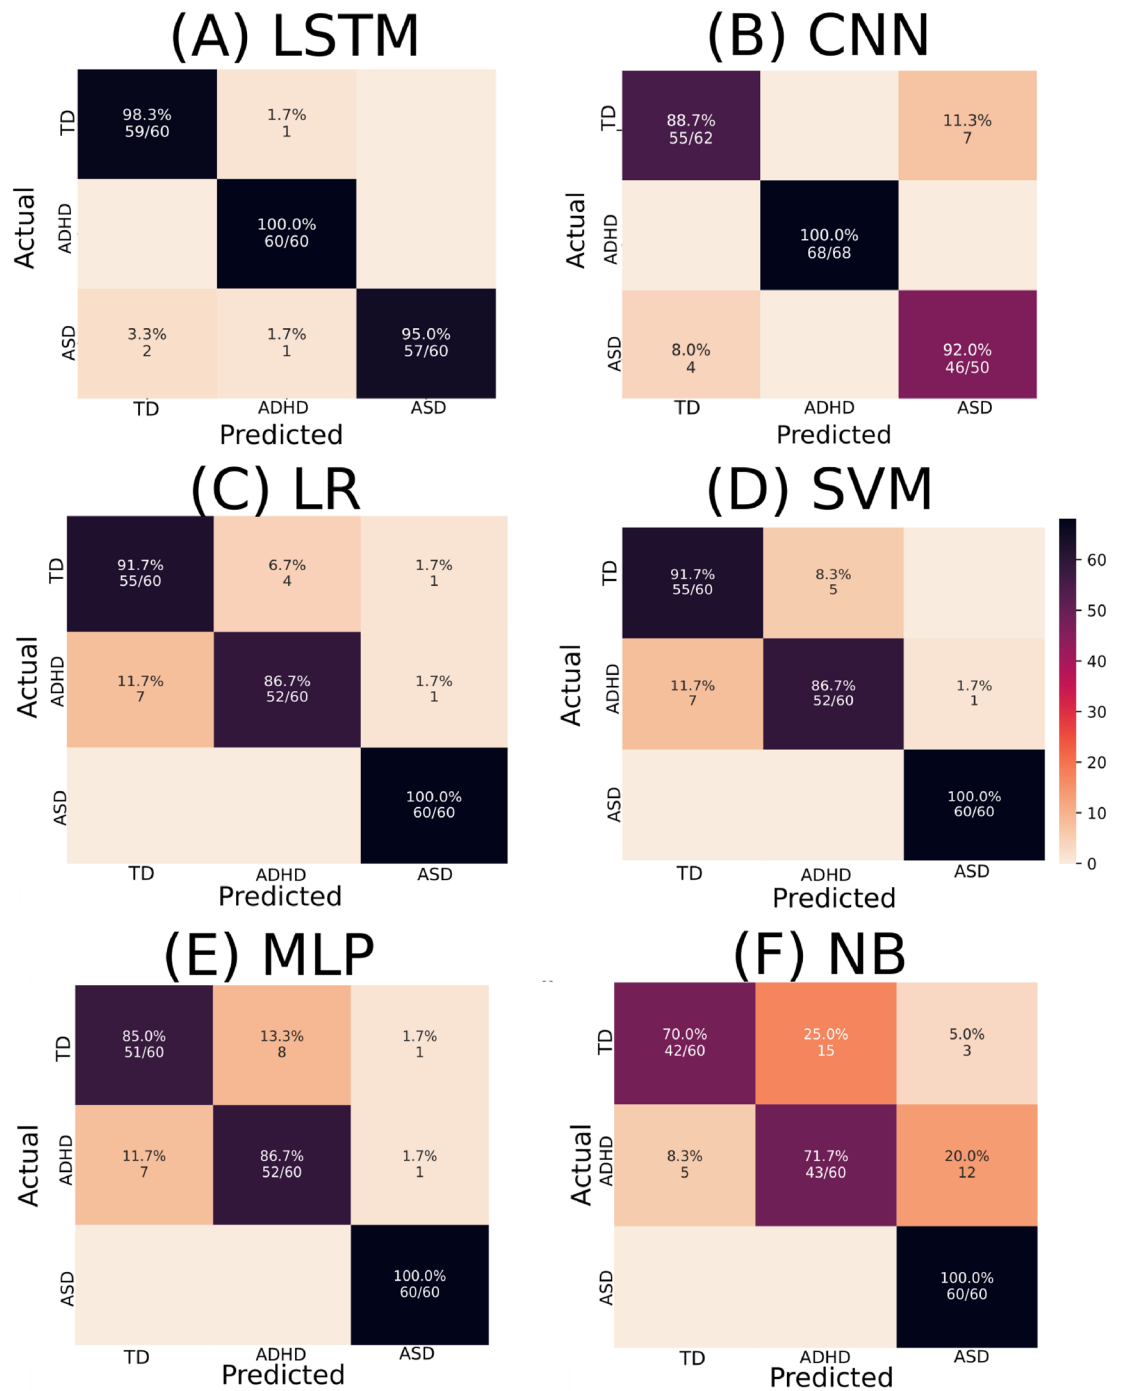 (A) LSTM
TD
98.3%
59/60
1.7%
1
Actual
ADHD
100.0%
60/60
ASD
3.3%
2
1.7%
1
95.0%
57/60
TD
ADHD
ASD
Predicted
(B) CNN
TD
88.7%
55/62
11.3%
7
Actual
ADHD
100.0%
68/68
ASD
8.0%
4
92.0%
46/50
TD
ADHD
ASD
Predicted
(C) LR
TD
91.7%
55/60
6.7%
4
1.7%
1
Actual
ADHD
11.7%
7
86.7%
52/60
1.7%
1
ASD
100.0%
60/60
TD
ADHD
ASD
Predicted
(D) SVM
TD
91.7%
55/60
8.3%
5
Actual
ADHD
11.7%
7
86.7%
52/60
1.7%
1
ASD
100.0%
60/60
TD
ADHD
ASD
Predicted
60
50
40
30
20
10
0
(E) MLP
TD
85.0%
51/60
13.3%
8
1.7%
1
Actual
ADHD
11.7%
7
86.7%
52/60
1.7%
1
ASD
100.0%
60/60
TD
ADHD
ASD
Predicted
(F) NB
TD
70.0%
42/60
25.0%
15
5.0%
3
Actual
ADHD
8.3%
5
71.7%
43/60
20.0%
12
ASD
100.0%
60/60
TD
ADHD
ASD
Predicted